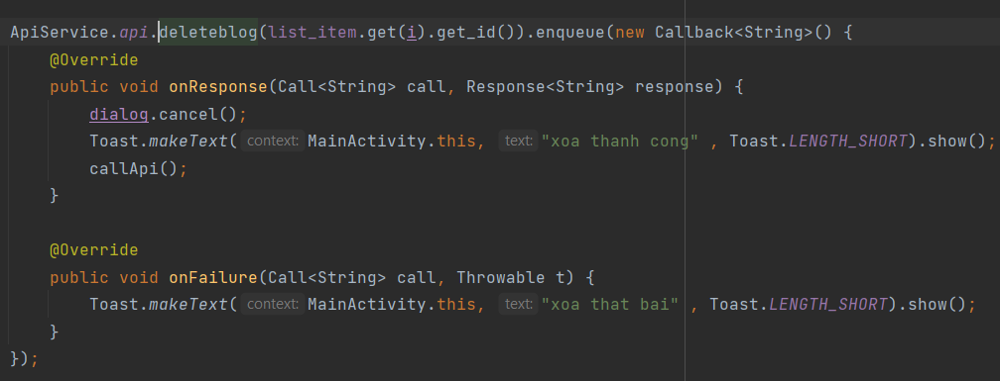 ApiService.api.deleteblog(list_item.get(i).get_id()).enqueue(new Callback<String>() {
@Override
public void onResponse(Call<String> call, Response<String> response) {
dialog.cancel();
Toast.makeText( context: MainActivity.this, text: "xoa thanh cong" , Toast.LENGTH_SHORT).show();
callApi();
}
@Override
public void onFailure(Call<String> call, Throwable t) {
Toast.makeText( context: MainActivity.this, text: "xoa that bai" , Toast.LENGTH_SHORT).show();
}
});